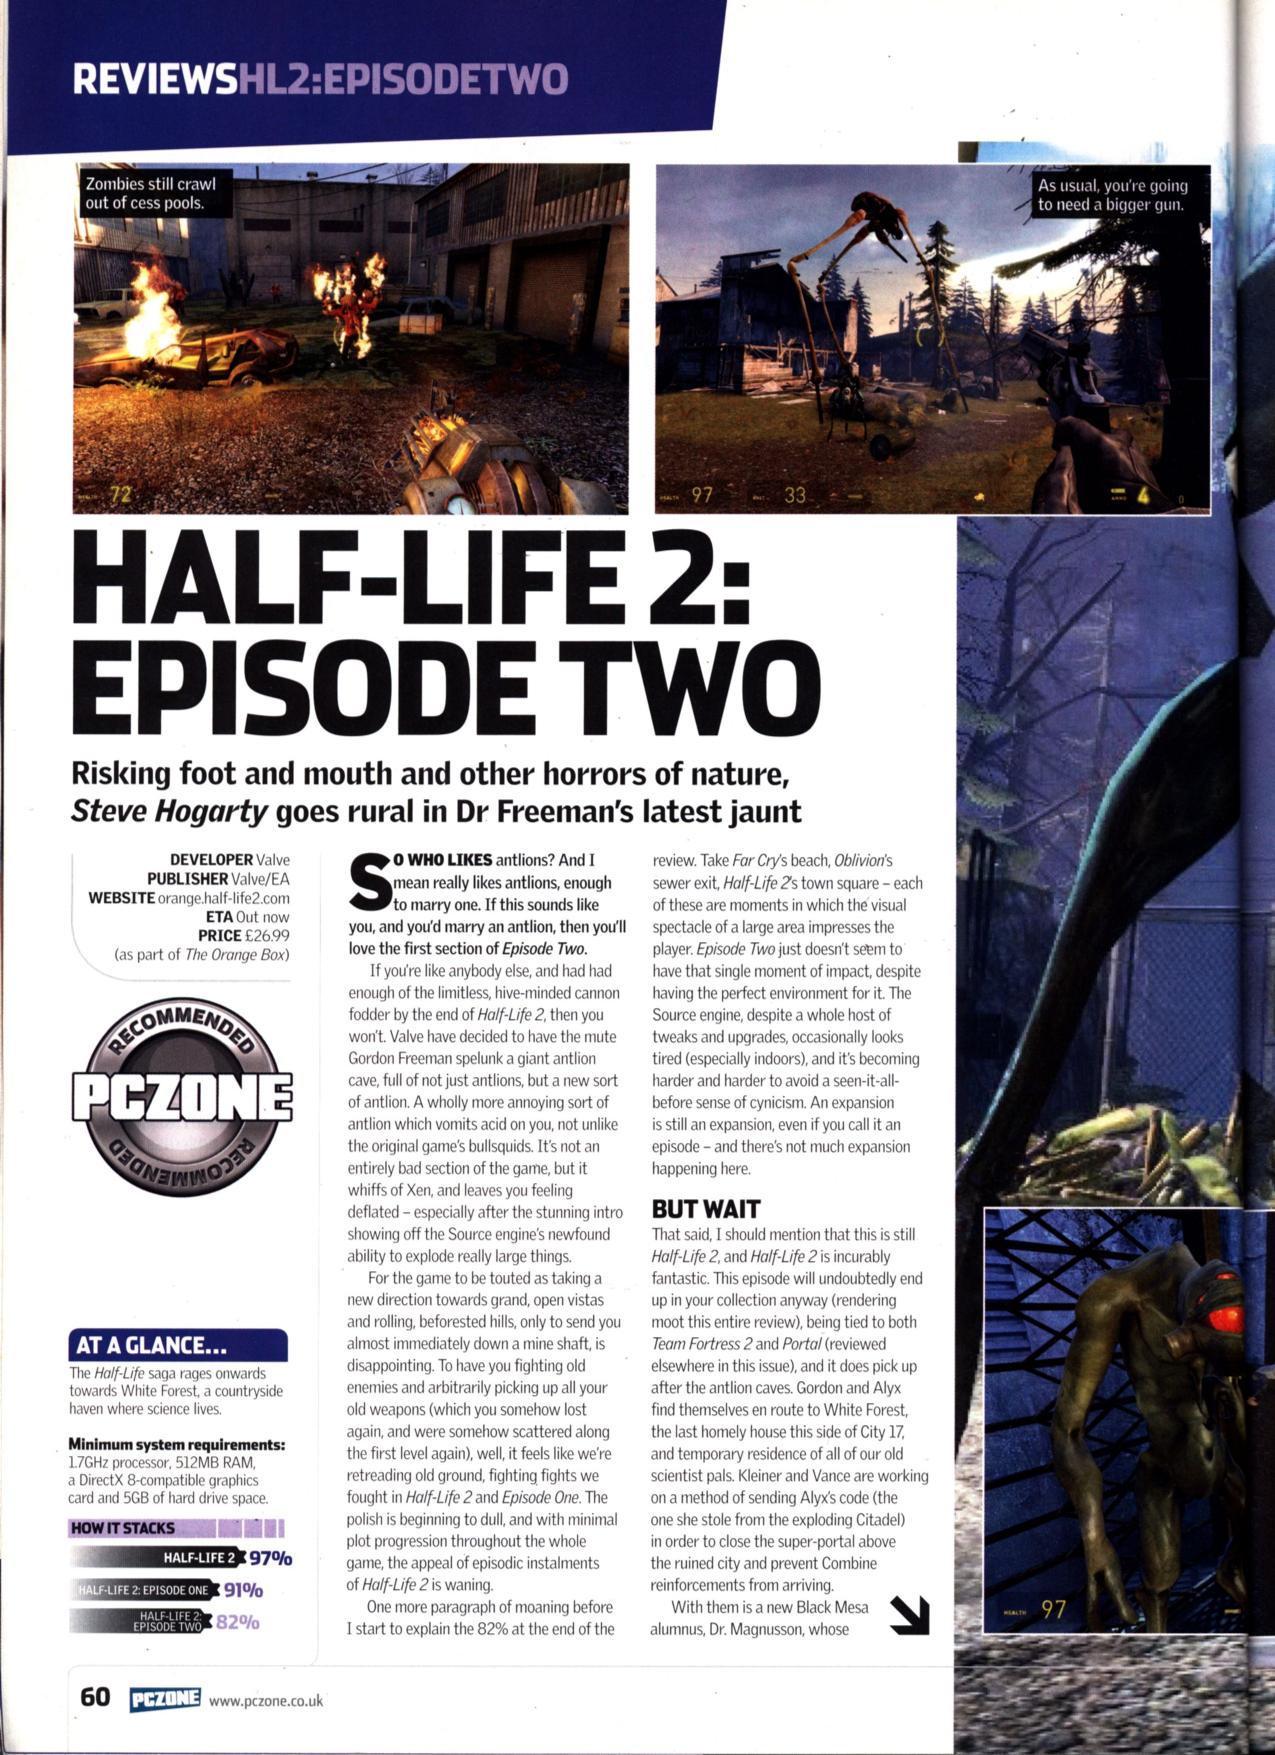 REVIEWSHL2:EPISODETWO
Zombies still crawl
out of cess pools.
As usual, you're going
to need a bigger gun.
HEALTH 72
HEALTH 97
33
AMMO 4 0
HALF-LIFE 2:
EPISODE TWO
Risking foot and mouth and other horrors of nature,
Steve Hogarty goes rural in Dr Freeman's latest jaunt
DEVELOPER Valve
PUBLISHER Valve/EA
WEBSITE orange.half-life2.com
ETA Out now
PRICE £26.99
(as part of The Orange Box)
RECOMMENDED
PCZONE
RECOMMENDED
AT A GLANCE...
The Half-Life saga rages onwards
towards White Forest, a countryside
haven where science lives.
Minimum system requirements:
1.7GHz processor, 512MB RAM,
a DirectX 8-compatible graphics
card and 5GB of hard drive space.
HOW IT STACKS
HALF-LIFE 2 97%
HALF-LIFE 2: EPISODE ONE 91%
HALF-LIFE 2:
EPISODE TWO 82%
SO WHO LIKES antlions? And I
mean really likes antlions, enough
to marry one. If this sounds like
you, and you'd marry an antlion, then you'll
love the first section of Episode Two.
If you're like anybody else, and had had
enough of the limitless, hive-minded cannon
fodder by the end of Half-Life 2, then you
won't. Valve have decided to have the mute
Gordon Freeman spelunk a giant antlion
cave, full of not just antlions, but a new sort
of antlion. A wholly more annoying sort of
antlion which vomits acid on you, not unlike
the original game's bullsquids. It's not an
entirely bad section of the game, but it
whiffs of Xen, and leaves you feeling
deflated – especially after the stunning intro
showing off the Source engine's newfound
ability to explode really large things.
For the game to be touted as taking a
new direction towards grand, open vistas
and rolling, beforested hills, only to send you
almost immediately down a mine shaft, is
disappointing. To have you fighting old
enemies and arbitrarily picking up all your
old weapons (which you somehow lost
again, and were somehow scattered along
the first level again), well, it feels like we're
retreading old ground, fighting fights we
fought in Half-Life 2 and Episode One. The
polish is beginning to dull, and with minimal
plot progression throughout the whole
game, the appeal of episodic instalments
of Half-Life 2 is waning.
One more paragraph of moaning before
I start to explain the 82% at the end of the
review. Take Far Cry's beach, Oblivion's
sewer exit, Half-Life 2's town square – each
of these are moments in which the visual
spectacle of a large area impresses the
player. Episode Two just doesn't seem to
have that single moment of impact, despite
having the perfect environment for it. The
Source engine, despite a whole host of
tweaks and upgrades, occasionally looks
tired (especially indoors), and it's becoming
harder and harder to avoid a seen-it-all-
before sense of cynicism. An expansion
is still an expansion, even if you call it an
episode – and there's not much expansion
happening here.
BUT WAIT
That said, I should mention that this is still
Half-Life 2, and Half-Life 2 is incurably
fantastic. This episode will undoubtedly end
up in your collection anyway (rendering
moot this entire review), being tied to both
Team Fortress 2 and Portal (reviewed
elsewhere in this issue), and it does pick up
after the antlion caves. Gordon and Alyx
find themselves en route to White Forest,
the last homely house this side of City 17,
and temporary residence of all of our old
scientist pals. Kleiner and Vance are working
on a method of sending Alyx's code (the
one she stole from the exploding Citadel)
in order to close the super-portal above
the ruined city and prevent Combine
reinforcements from arriving.
With them is a new Black Mesa
alumnus, Dr. Magnusson, whose
HEALTH 97
60 PCZONE www.pczone.co.uk